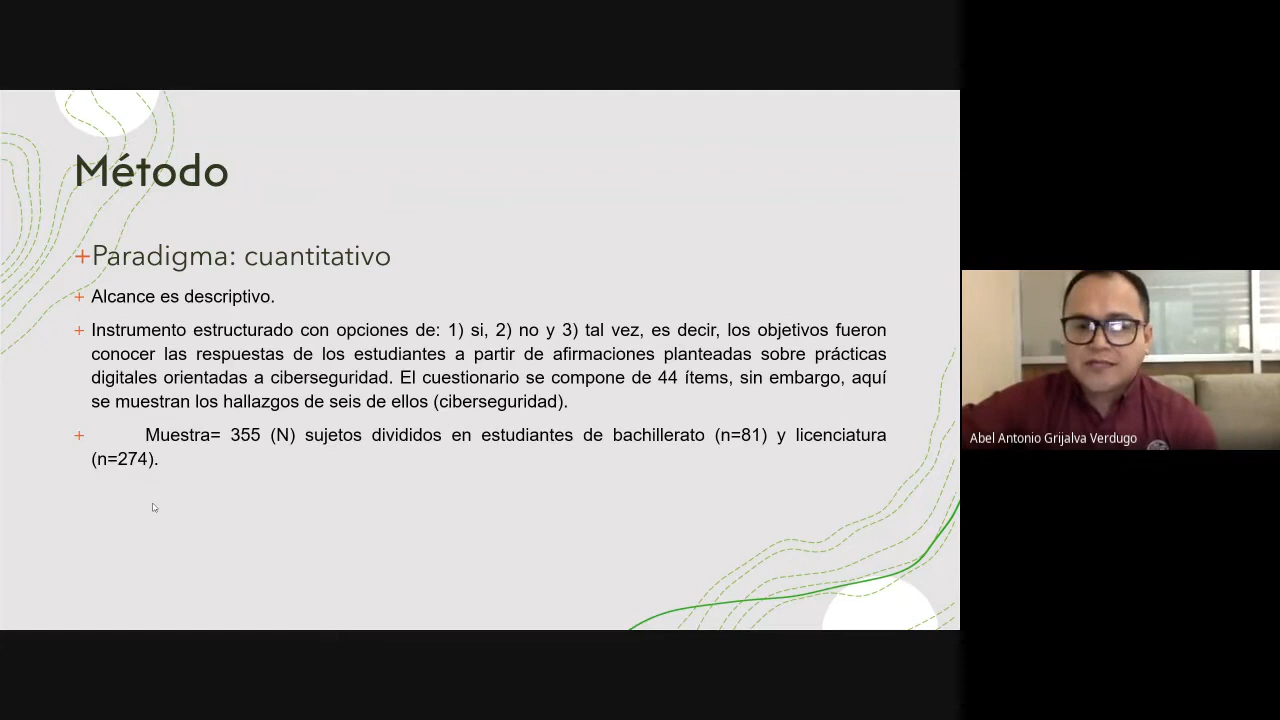 Método
+Paradigma: cuantitativo
+ Alcance es descriptivo.
+ Instrumento estructurado con opciones de: 1) si, 2) no y 3) tal vez, es decir, los objetivos fueron
conocer las respuestas de los estudiantes a partir de afirmaciones planteadas sobre prácticas
digitales orientadas a ciberseguridad. El cuestionario se compone de 44 ítems, sin embargo, aquí
se muestran los hallazgos de seis de ellos (ciberseguridad).
+ Muestra= 355 (N) sujetos divididos en estudiantes de bachillerato (n=81) y licenciatura
(n=274).
Abel Antonio Grijalva Verdugo